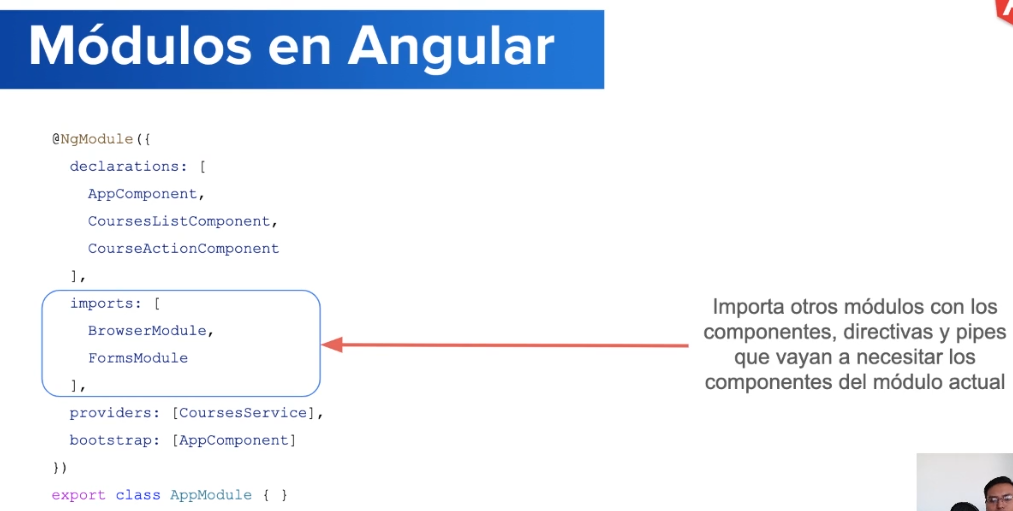 Módulos en Angular
@NgModule({
  declarations: [
    AppComponent,
    CoursesListComponent,
    CourseActionComponent
  ],
  imports: [
    BrowserModule,
    FormsModule
  ],
  providers: [CoursesService],
  bootstrap: [AppComponent]
})
export class AppModule { }
Importa otros módulos con los
componentes, directivas y pipes
que vayan a necesitar los
componentes del módulo actual